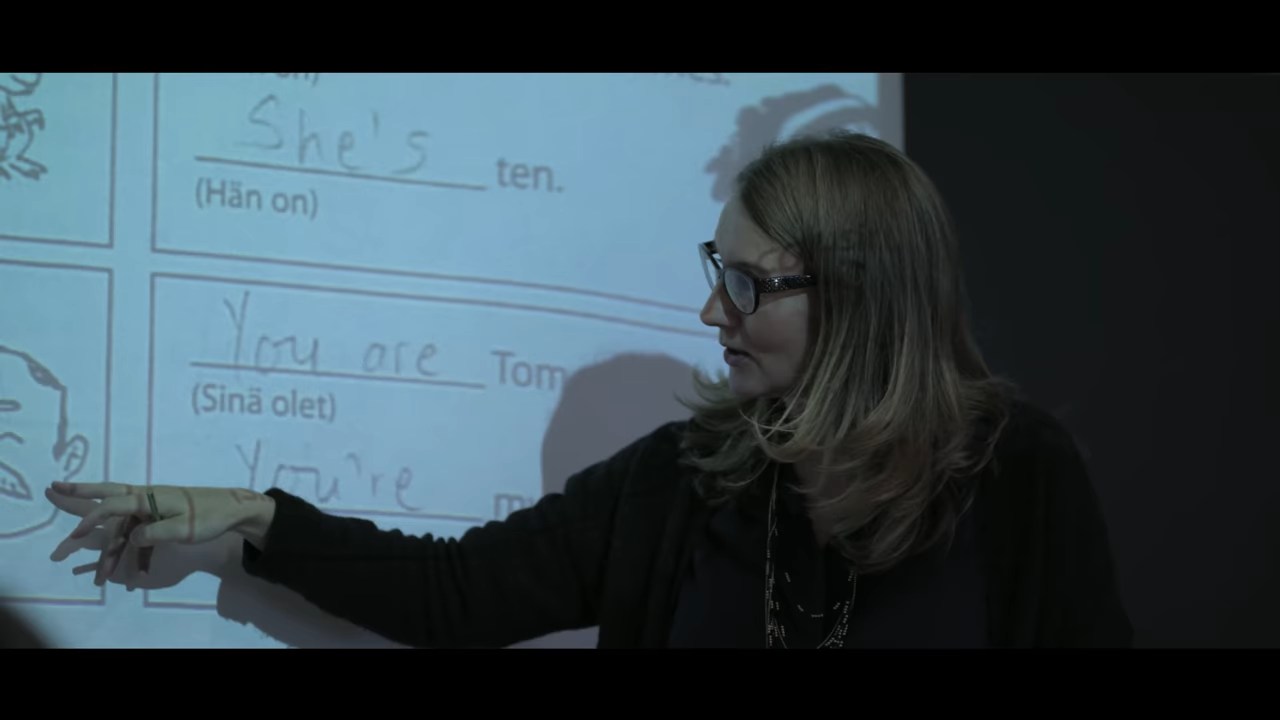 She's ten.
(Hän on)
You are Tom
(Sinä olet)
You're